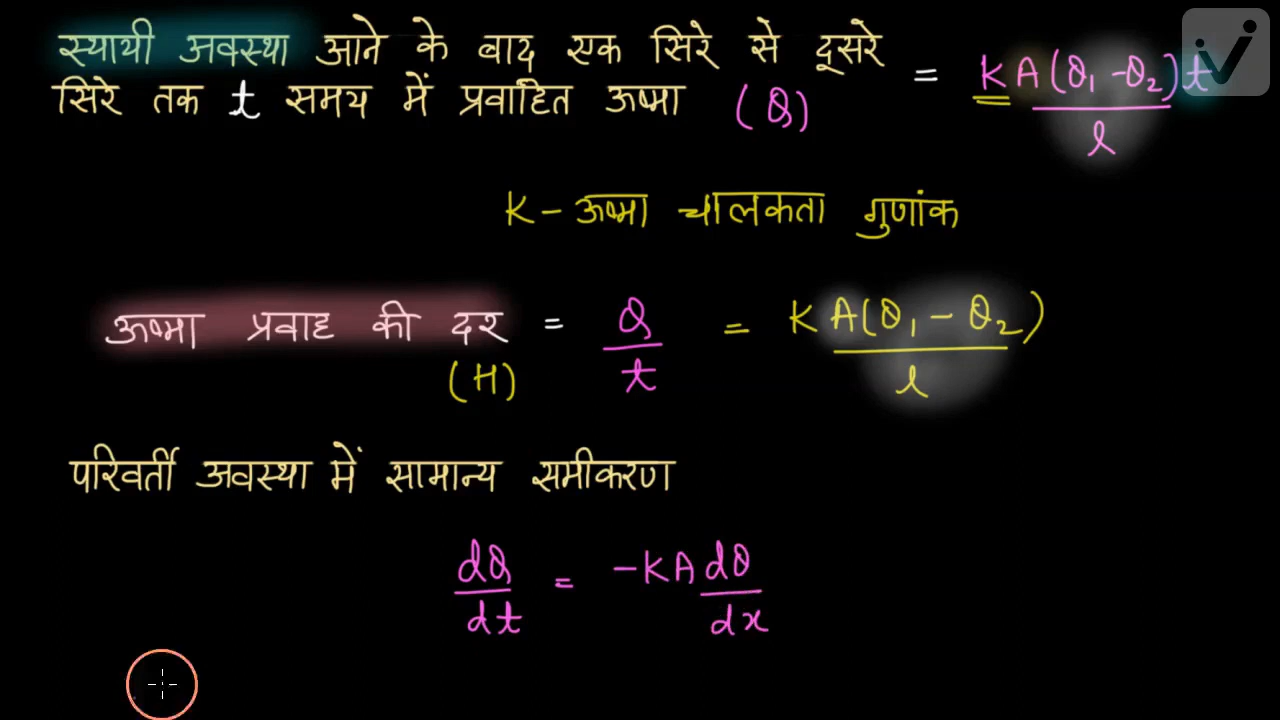 स्थायी अवस्था आने के बाद एक सिरे से दूसरे
सिरे तक t समय में प्रवाहित ऊष्मा (Q) = KA(θ₁ - θ₂)t / l
K - ऊष्मा चालकता गुणांक
ऊष्मा प्रवाह की दर (H) = Q / t = KA(θ₁ - θ₂) / l
परिवर्ती अवस्था में सामान्य समीकरण
dQ / dt = -KA dθ / dx